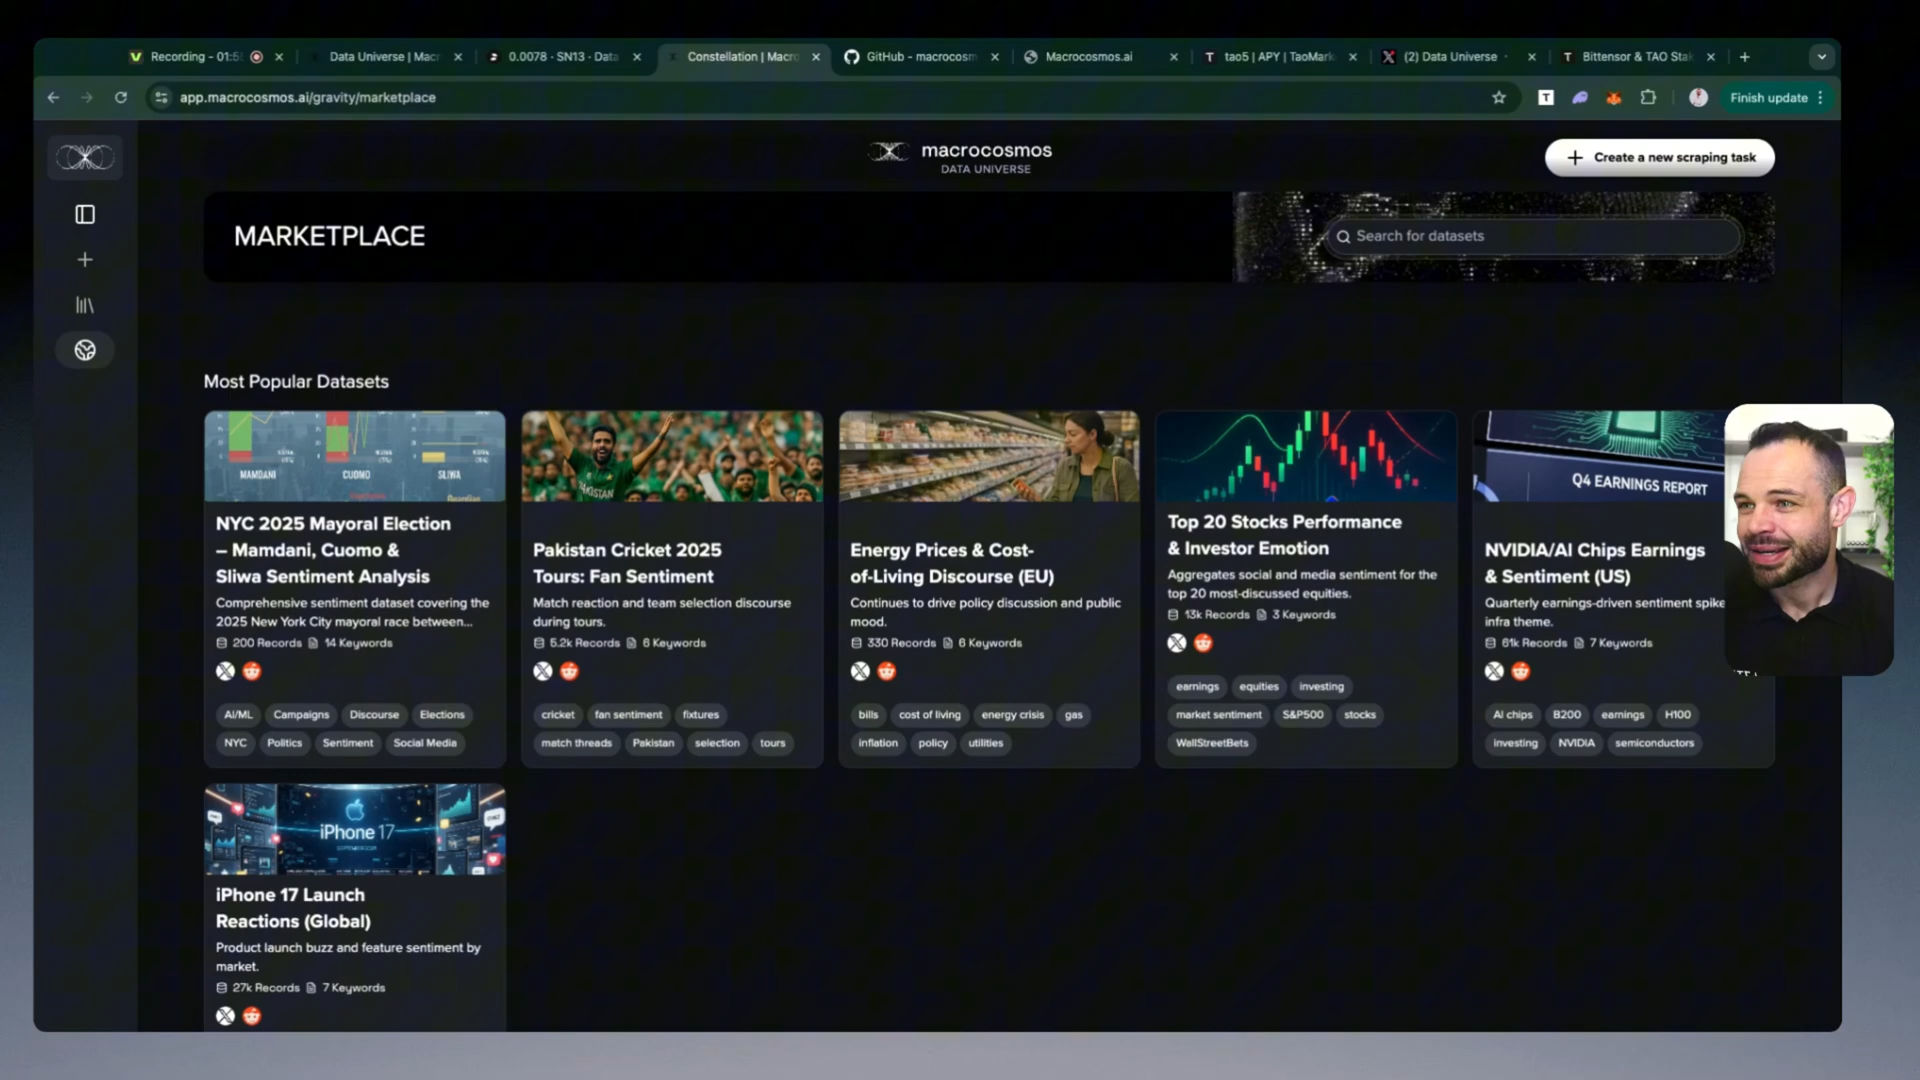 Recording - 01:5
Data Universe | Macr
0.0078 · SN13 · Data
Constellation | Macro
GitHub - macrocosm
Macrocosmos.ai
tao5 | APY | TaoMark
(2) Data Universe ·
Bittensor & TAO Stak
app.macrocosmos.ai/gravity/marketplace
T
Finish update
macrocosmos
DATA UNIVERSE
Create a new scraping task
MARKETPLACE
Search for datasets
Most Popular Datasets
MAMDANI
CUOMO
SLIWA
NYC 2025 Mayoral Election
– Mamdani, Cuomo &
Sliwa Sentiment Analysis
Comprehensive sentiment dataset covering the
2025 New York City mayoral race between...
200 Records 14 Keywords
AI/ML Campaigns Discourse Elections
NYC Politics Sentiment Social Media
Pakistan Cricket 2025
Tours: Fan Sentiment
Match reaction and team selection discourse
during tours.
5.2k Records 6 Keywords
cricket fan sentiment fixtures
match threads Pakistan selection tours
Energy Prices & Cost-
of-Living Discourse (EU)
Continues to drive policy discussion and public
mood.
330 Records 6 Keywords
bills cost of living energy crisis gas
inflation policy utilities
Top 20 Stocks Performance
& Investor Emotion
Aggregates social and media sentiment for the
top 20 most-discussed equities.
13k Records 3 Keywords
earnings equities investing
market sentiment S&P500 stocks
WallStreetBets
Q4 EARNINGS REPORT
NVIDIA/AI Chips Earnings
& Sentiment (US)
Quarterly earnings-driven sentiment spike
infra theme.
61k Records 7 Keywords
AI chips B200 earnings H100
investing NVIDIA semiconductors
iPhone 17
iPhone 17 Launch
Reactions (Global)
Product launch buzz and feature sentiment by
market.
27k Records 7 Keywords